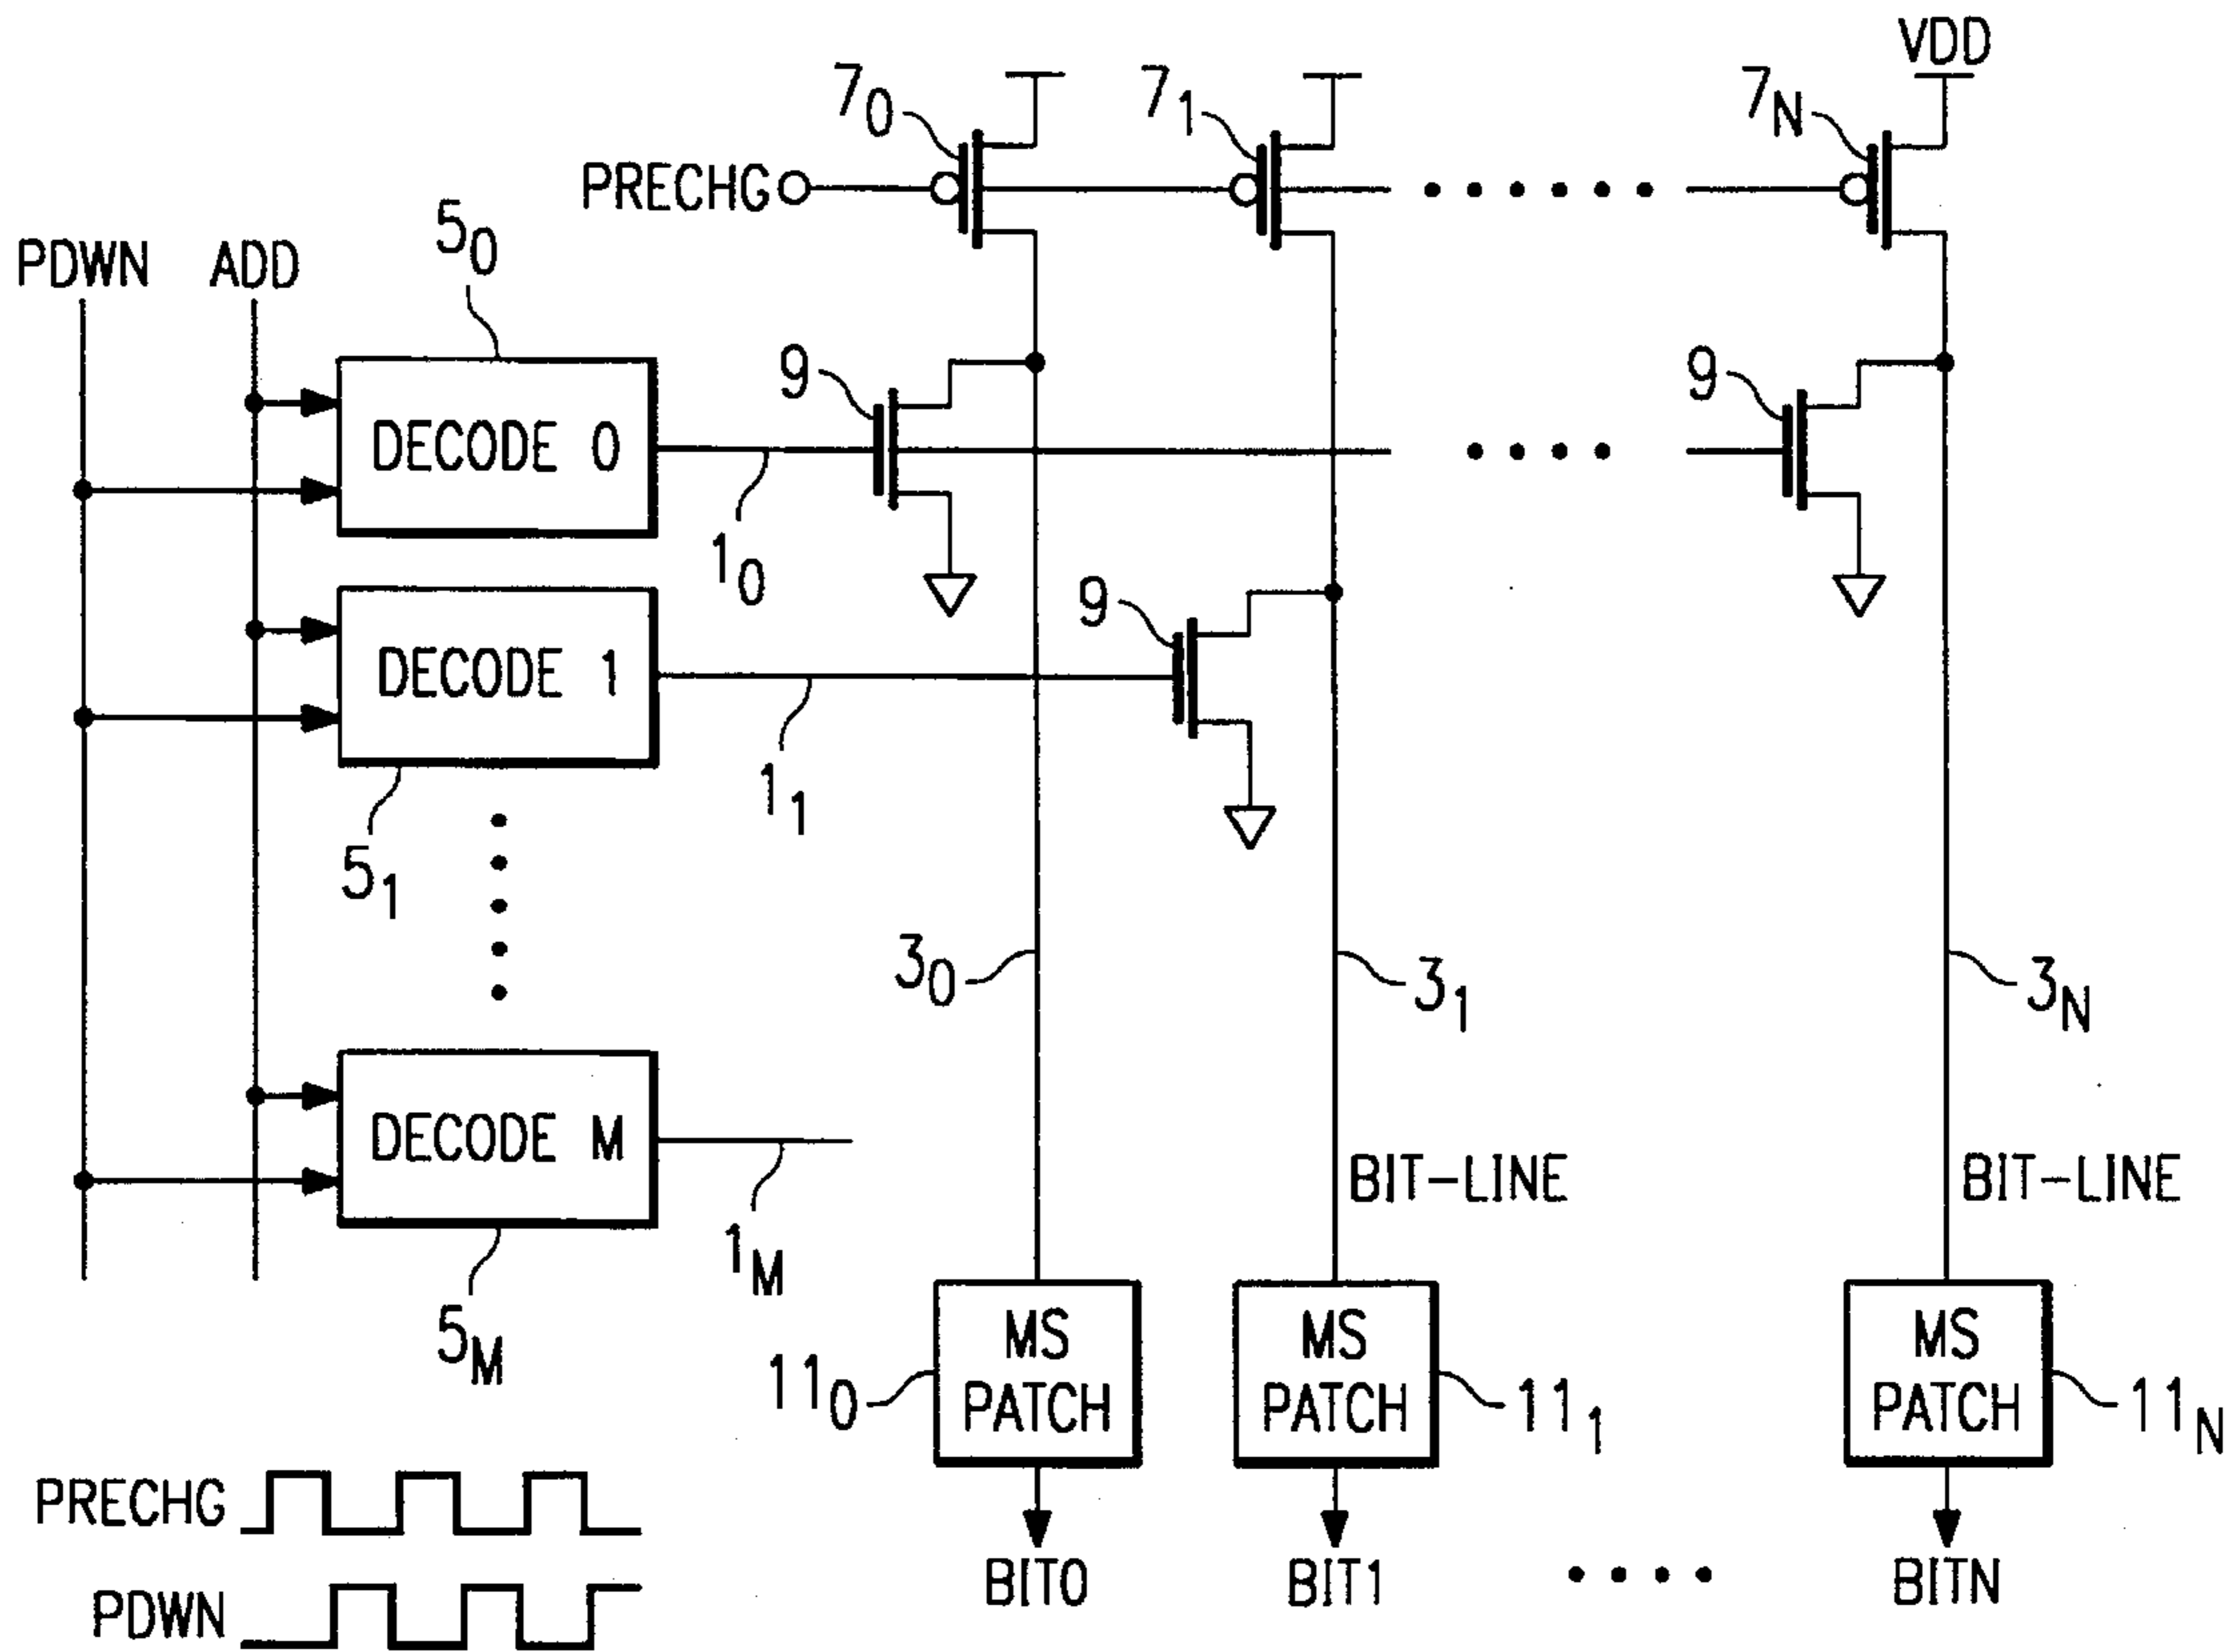 VDD
7₀
7₁
7N
PRECHG
PDWN
ADD
5₀
9
9
DECODE 0
1₀
9
DECODE 1
1₁
5₁
3₀
3₁
3N
DECODE M
BIT-LINE
BIT-LINE
1M
5M
MS PATCH
MS PATCH
MS PATCH
11₀
11₁
11N
PRECHG
BIT0
BIT1
BITN
PDWN